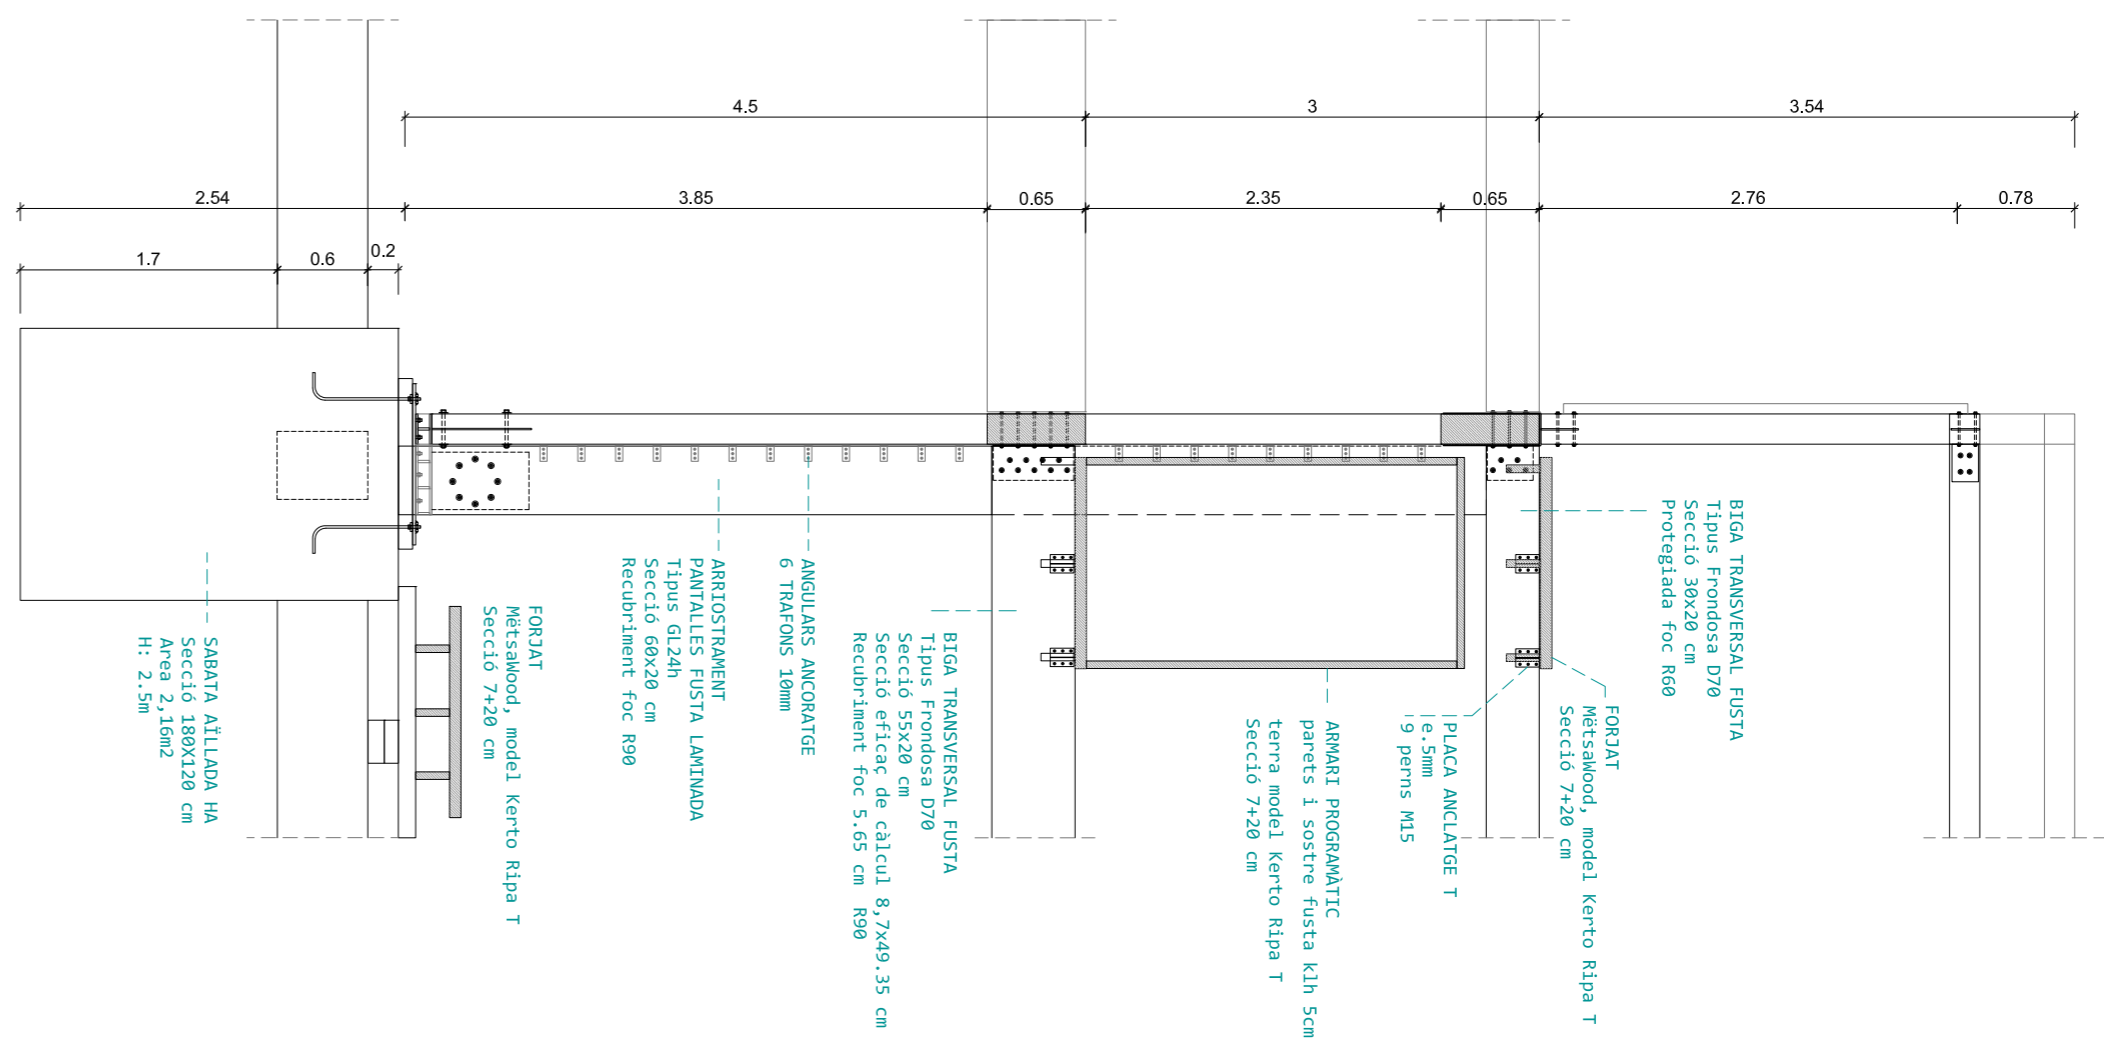 4.5
3
3.54
2.54
3.85
0.65
2.35
0.65
2.76
0.78
1.7
0.6
0.2
SABATA AÏLLADA HA
Secció 180X120 cm
Area 2,16m2
H: 2.5m
FORJAT
MëtsaWood, model Kerto Ripa T
Secció 7+20 cm
ARRIOSTRAMENT
PANTALLES FUSTA LAMINADA
Tipus GL24h
Secció 60x20 cm
Recubriment foc R90
ANGULARS ANCORATGE
6 TRAFONS 10mm
BIGA TRANSVERSAL FUSTA
Tipus Frondosa D70
Secció 55x20 cm
Secció eficaç de càlcul 8,7x49.35 cm
Recubriment foc 5.65 cm R90
ARMARI PROGRAMÀTIC
parets i sostre fusta klh 5cm
terra model Kerto Ripa T
Secció 7+20 cm
PLACA ANCLATGE T
e.5mm
9 perns M15
FORJAT
MëtsaWood, model Kerto Ripa T
Secció 7+20 cm
BIGA TRANSVERSAL FUSTA
Tipus Frondosa D70
Secció 30x20 cm
Protegiada foc R60